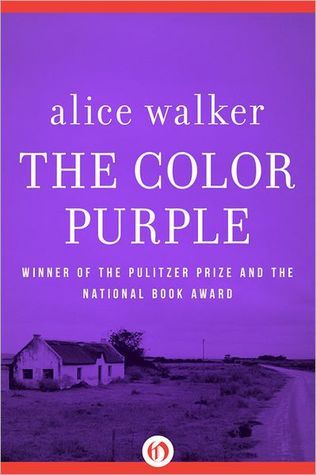 alice walker
THE COLOR
PURPLE
WINNER OF THE PULITZER PRIZE AND THE
NATIONAL BOOK AWARD